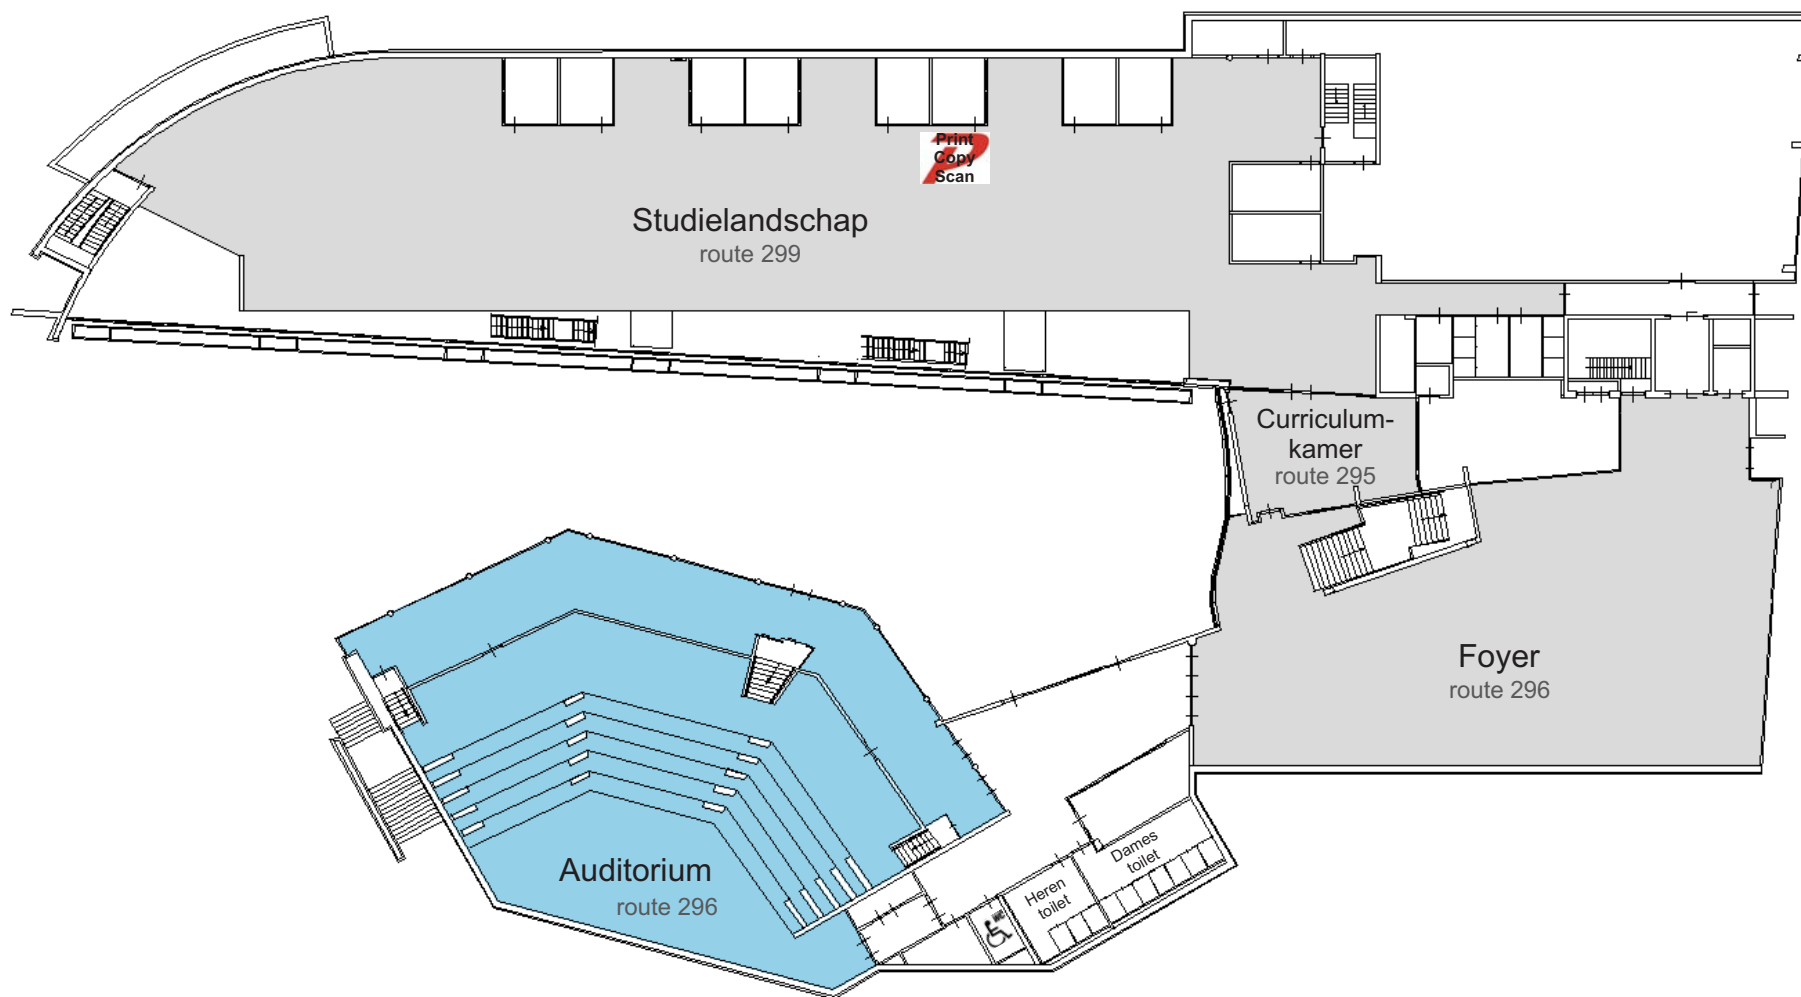 Print
Copy
Scan
Studielandschap
route 299
Curriculum-
kamer
route 295
Foyer
route 296
Auditorium
route 296
Dames
toilet
Heren
toilet
WC